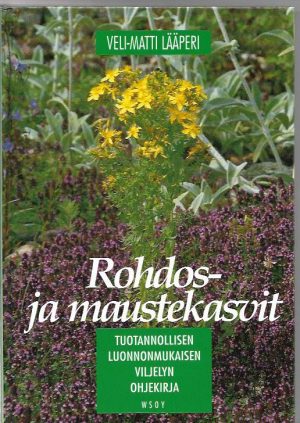 VELI-MATTI LÄÄPERI
Rohdos-
ja maustekasvit
TUOTANNOLLISEN
LUONNONMUKAISEN
VILJELYN
OHJEKIRJA
WSOY